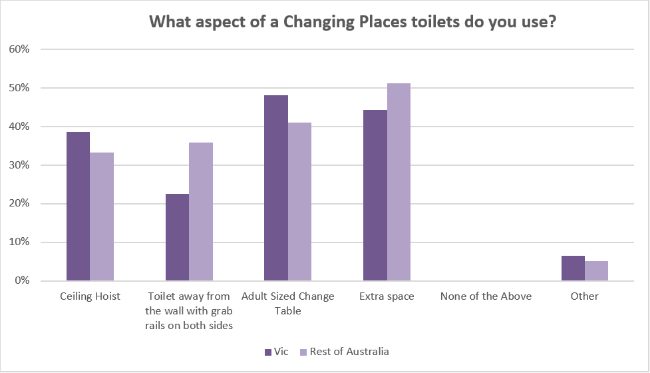 What aspect of a Changing Places toilets do you use?
60%
50%
40%
30%
20%
10%
0%
Ceiling Hoist
Toilet away from
the wall with grab
rails on both sides
Adult Sized Change
Table
Extra space
None of the Above
Other
Vic
Rest of Australia